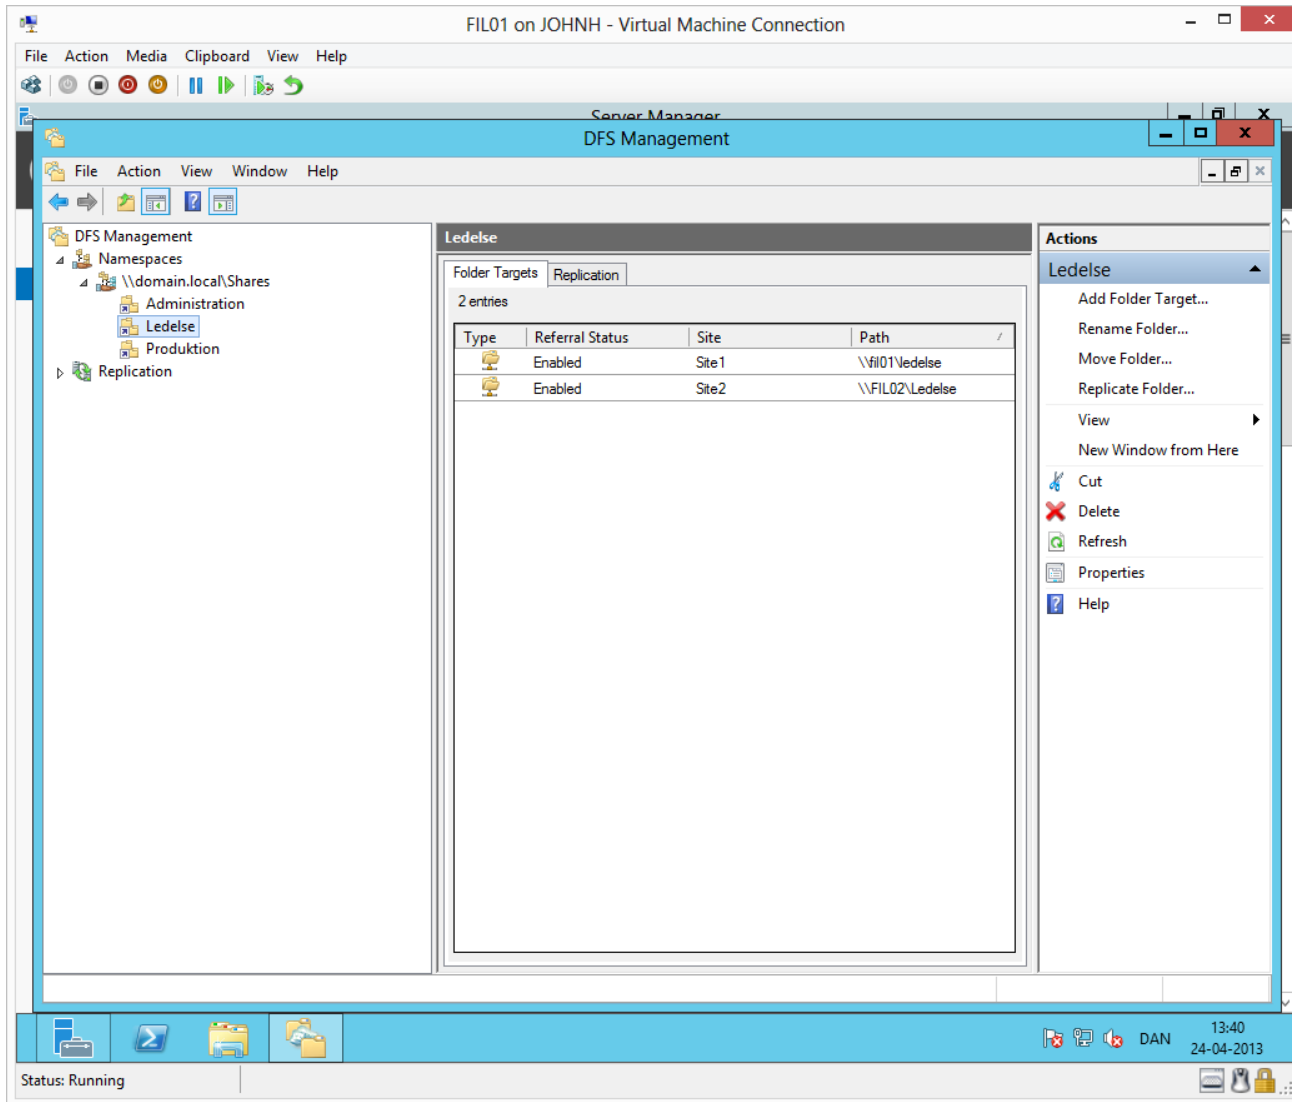 FIL01 on JOHNH - Virtual Machine Connection
File Action Media Clipboard View Help
Server Manager
DFS Management
File Action View Window Help
DFS Management
Namespaces
\\domain.local\Shares
Administration
Ledelse
Produktion
Replication
Ledelse
Folder Targets Replication
2 entries
Type Referral Status Site Path
Enabled Site1 \\fil01\ledelse
Enabled Site2 \\FIL02\Ledelse
Actions
Ledelse
Add Folder Target...
Rename Folder...
Move Folder...
Replicate Folder...
View
New Window from Here
Cut
Delete
Refresh
Properties
Help
DAN
13:40
24-04-2013
Status: Running